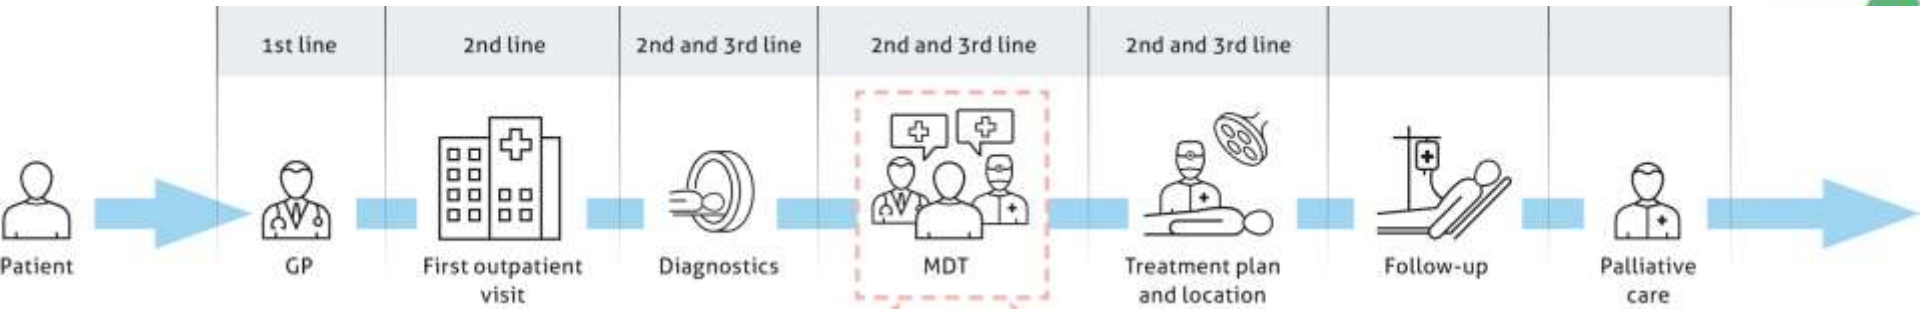 1st line
2nd line
2nd and 3rd line
2nd and 3rd line
2nd and 3rd line
Patient
GP
First outpatient
visit
Diagnostics
MDT
Treatment plan
and location
Follow-up
Palliative
care